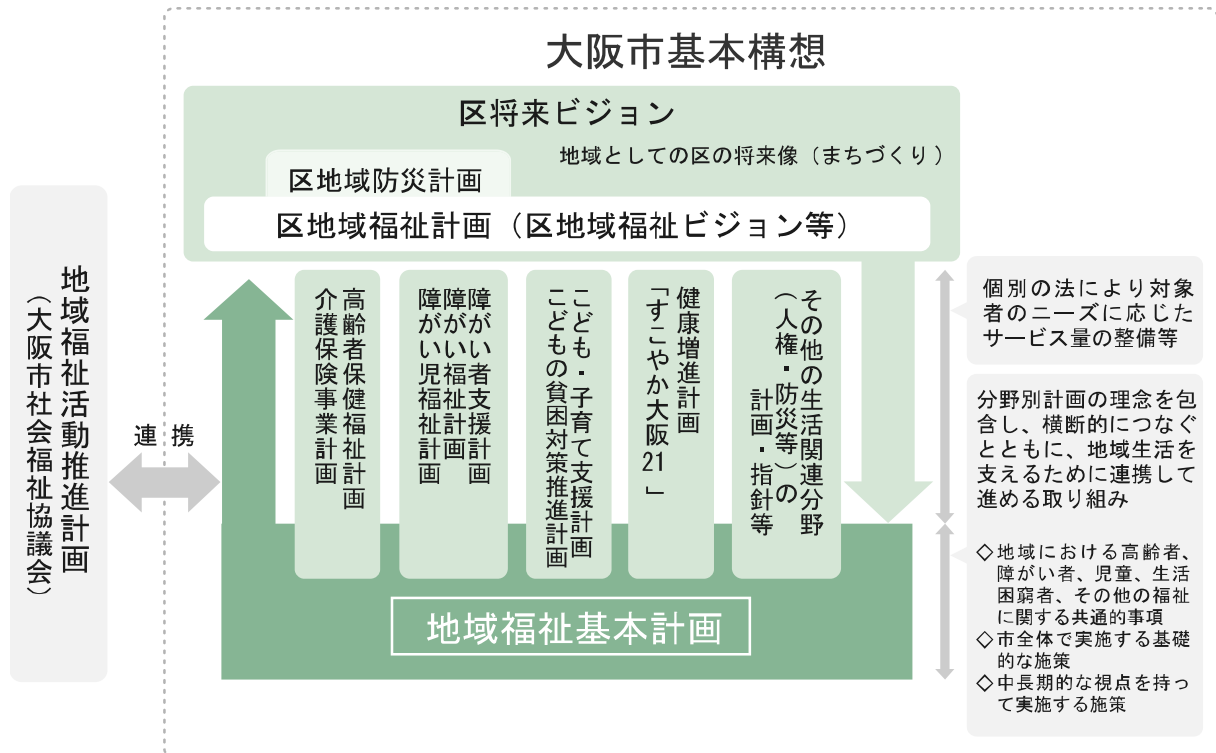 大阪市基本構想
区将来ビジョン
地域としての区の将来像（まちづくり）
区地域防災計画
区地域福祉計画（区地域福祉ビジョン等）
地域福祉活動推進計画
（大阪市社会福祉協議会）
連携
高齢者保健福祉計画
介護保険事業計画
障がい者支援計画
障がい福祉計画
障がい児福祉計画
こども・子育て支援計画
こどもの貧困対策推進計画
健康増進計画
「すこやか大阪21」
その他の生活関連分野
（人権・防災等）の
計画・指針等
地域福祉基本計画
個別の法により対象
者のニーズに応じた
サービス量の整備等
分野別計画の理念を包
含し、横断的につなぐ
とともに、地域生活を
支えるために連携して
進める取り組み
◇地域における高齢者、
障がい者、児童、生活
困窮者、その他の福祉
に関する共通的事項
◇市全体で実施する基礎
的な施策
◇中長期的な視点を持っ
て実施する施策